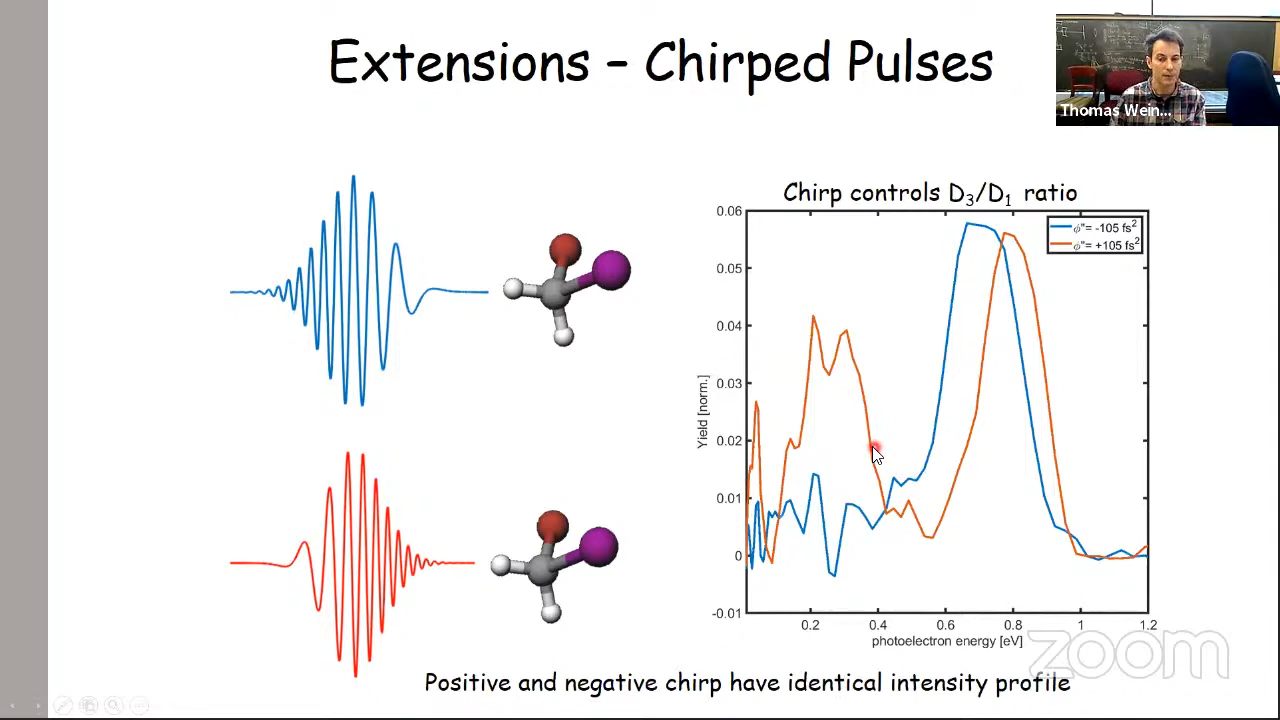 Extensions – Chirped Pulses
Thomas Wein...
Chirp controls D₃/D₁ ratio
0.06
0.05
0.04
0.03
0.02
0.01
0
-0.01
Yield [norm.]
φ"= -105 fs²
φ"= +105 fs²
0.2 0.4 0.6 0.8 1 1.2
photoelectron energy [eV]
zoom
Positive and negative chirp have identical intensity profile